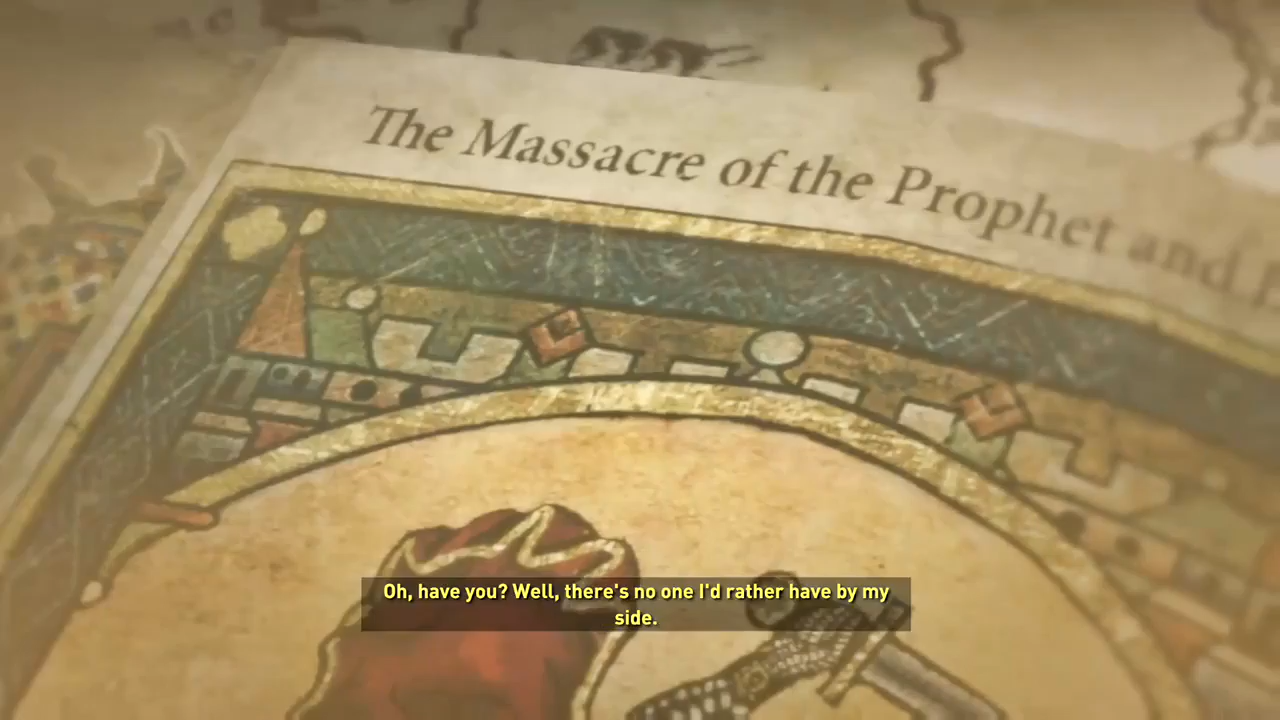 The Massacre of the Prophet and
Oh, have you? Well, there's no one I'd rather have by my
side.